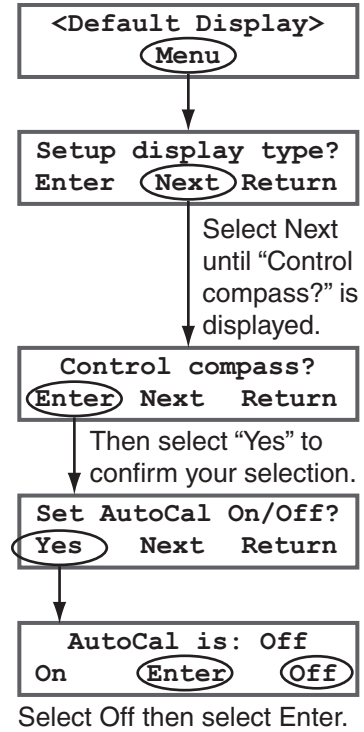 <Default Display>
Menu
Setup display type?
Enter Next Return
Select Next
until “Control
compass?” is
displayed.
Control compass?
Enter Next Return
Then select “Yes” to
confirm your selection.
Set AutoCal On/Off?
Yes Next Return
AutoCal is: Off
On Enter Off
Select Off then select Enter.